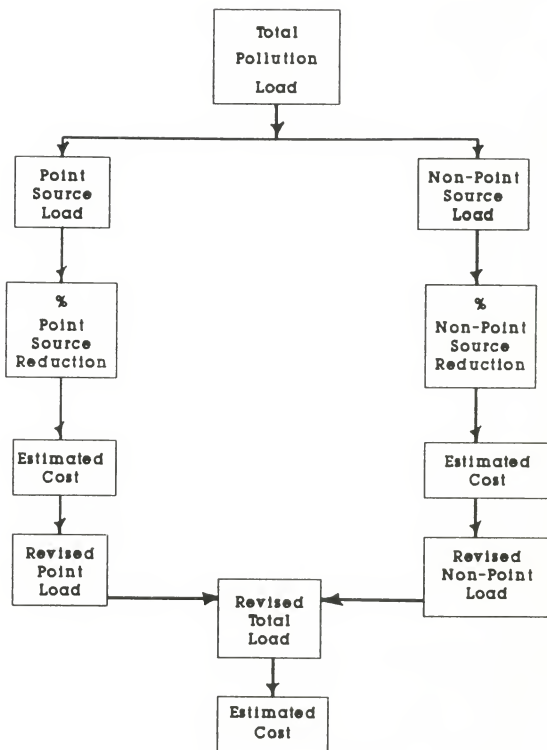 Total
Pollution
Load
Point
Source
Load
Non-Point
Source
Load
%
Point
Source
Reduction
%
Non-Point
Source
Reduction
Estimated
Cost
Estimated
Cost
Revised
Point
Load
Revised
Non-Point
Load
Revised
Total
Load
Estimated
Cost